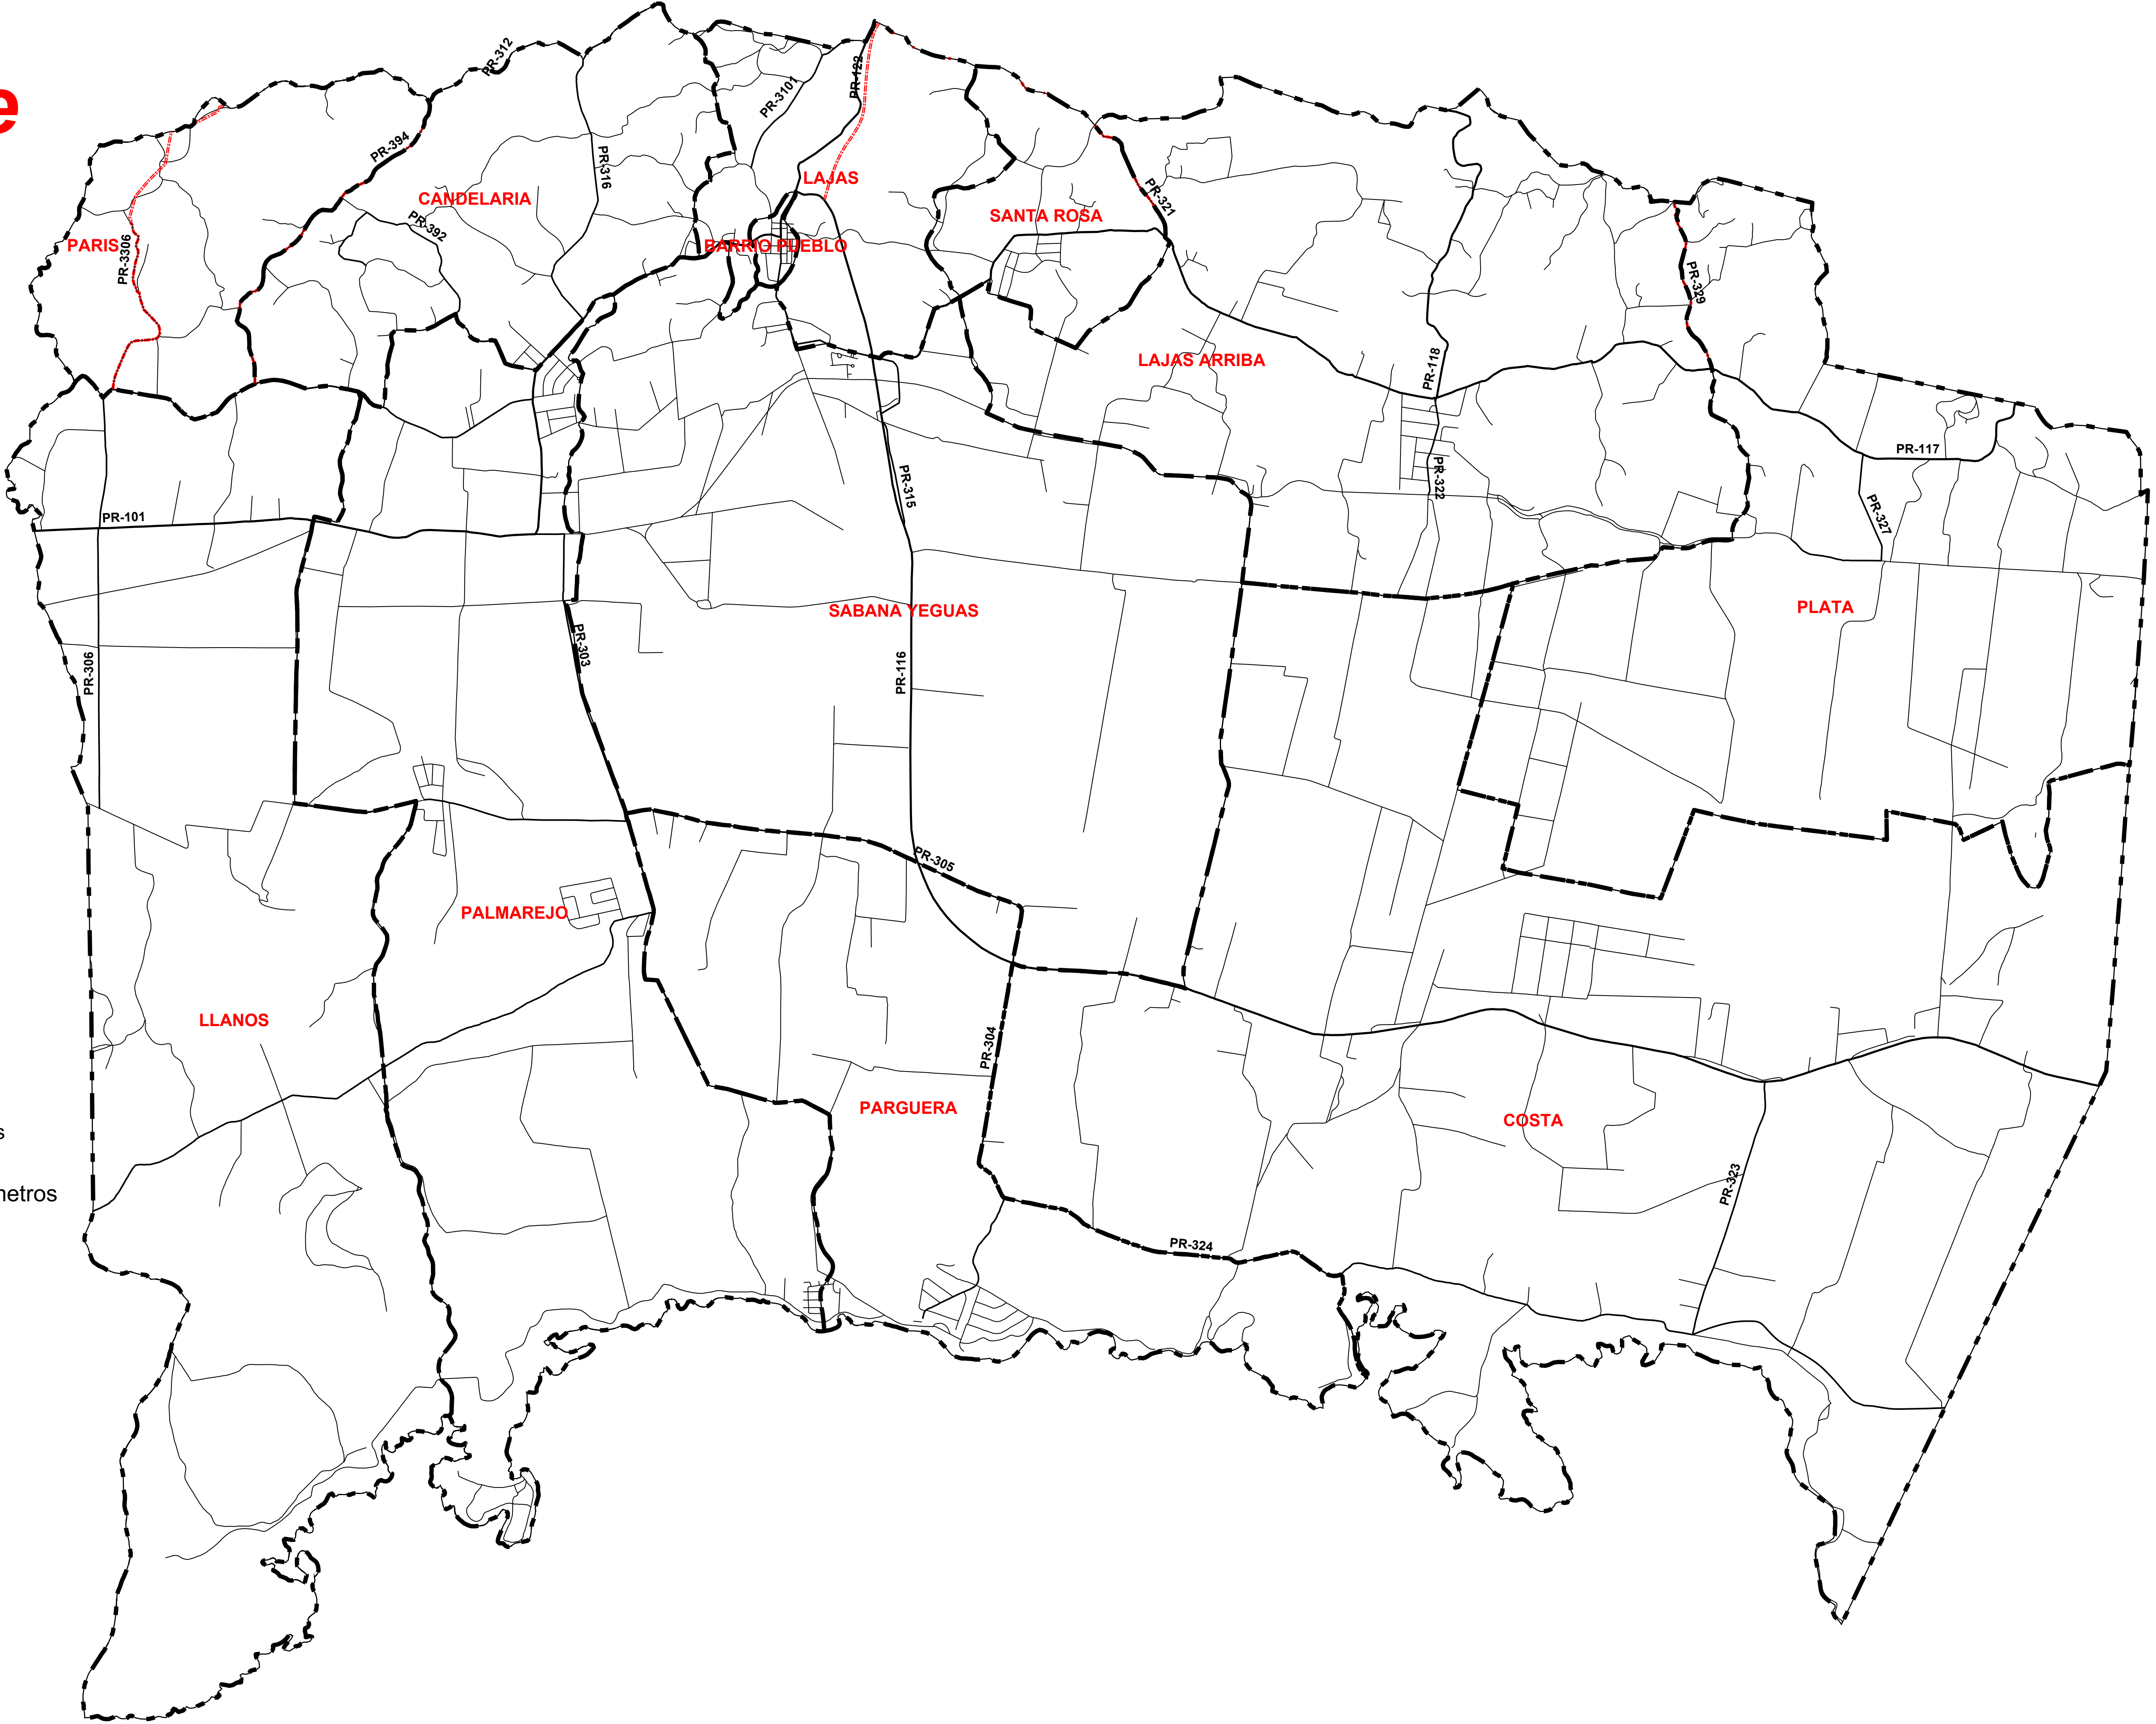 e
PR-312
PR-122
PR-3101
PR-394
PR-316
LAJAS
CANDELARIA
PR-321
SANTA ROSA
PR-392
PARIS
BARRIO PUEBLO
PR-3306
PR-329
LAJAS ARRIBA
PR-118
PR-117
PR-315
PR-322
PR-101
PR-327
SABANA YEGUAS
PLATA
PR-303
PR-306
PR-116
PR-305
PALMAREJO
LLANOS
PR-304
PARGUERA
COSTA
s
PR-323
netros
PR-324